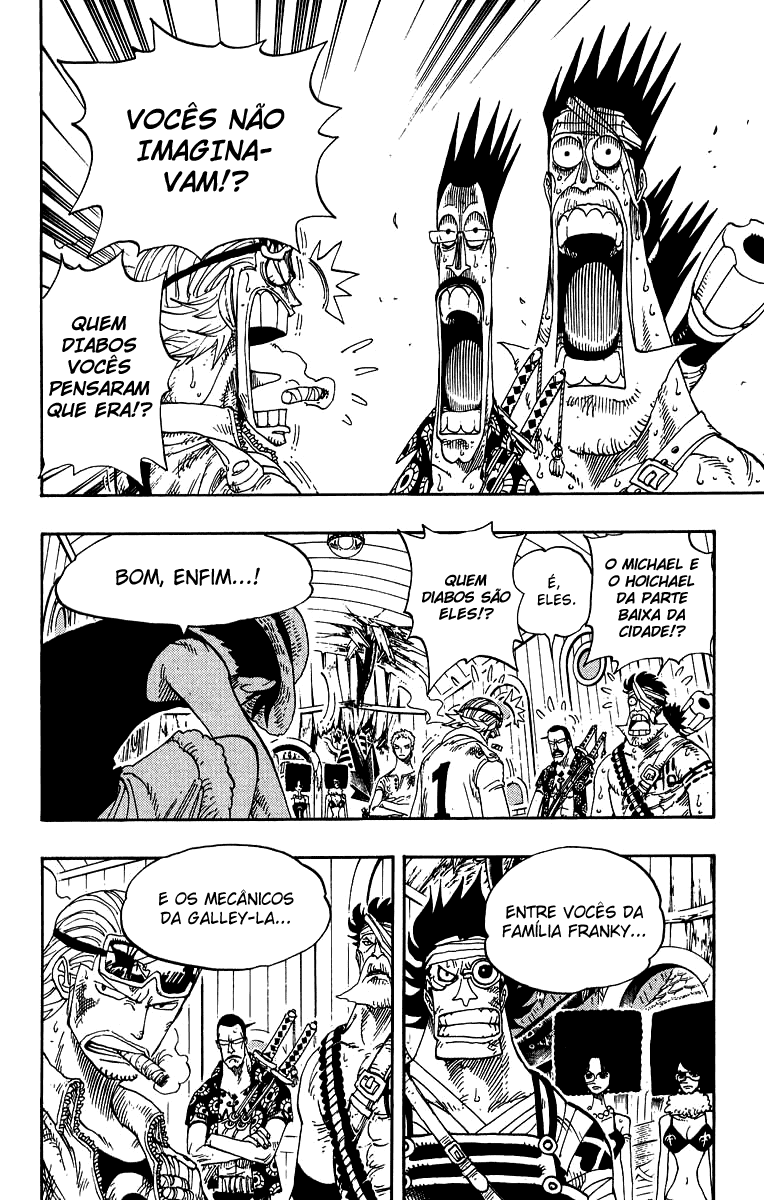 VOCÊS NÃO
IMAGINA-
VAM!?
QUEM
DIABOS
VOCÊS
PENSARAM
QUE ERA!?
O MICHAEL E
O HOICHAEL
DA PARTE
BAIXA DA
CIDADE!?
É,
ELES.
QUEM
DIABOS SÃO
ELES!?
1
BOM, ENFIM...!
ENTRE VOCÊS DA
FAMÍLIA FRANKY...
E OS MECÂNICOS
DA GALLEY-LA...